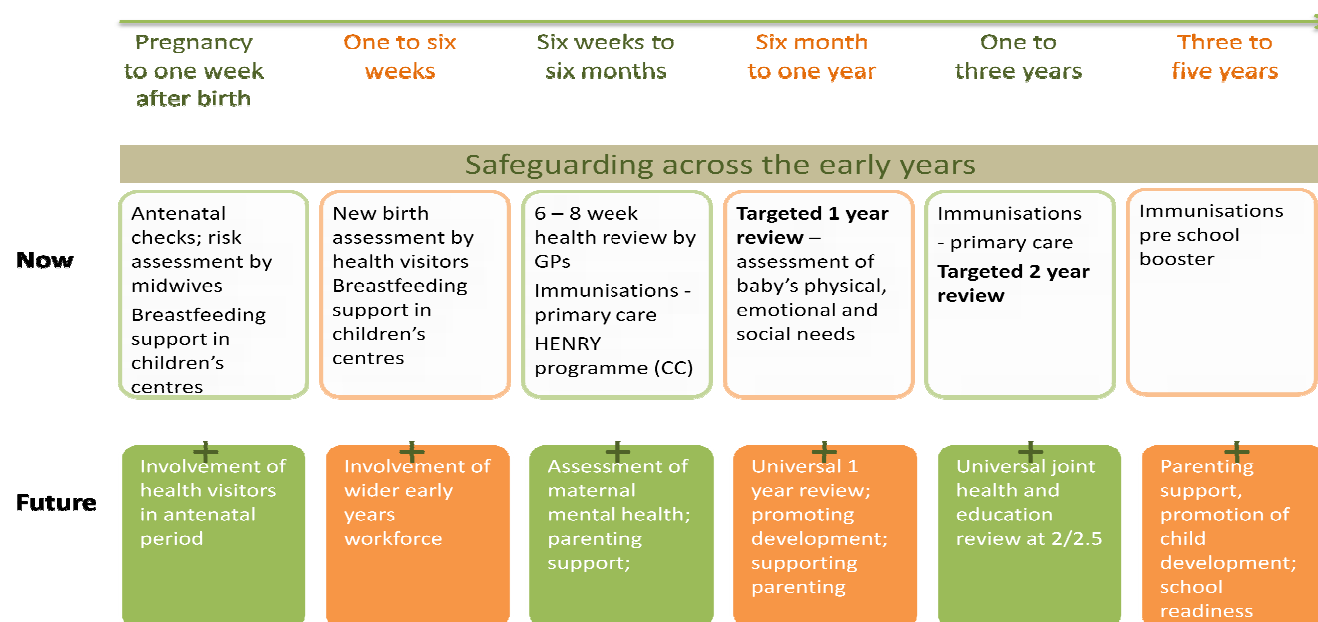 Pregnancy
to one week
after birth
One to six
weeks
Six weeks to
six months
Six month
to one year
One to
three years
Three to
five years
Safeguarding across the early years
Now
Antenatal
checks; risk
assessment by
midwives
Breastfeeding
support in
children's
centres
New birth
assessment by
health visitors
Breastfeeding
support in
children's
centres
6 – 8 week
health review by
GPs
Immunisations -
primary care
HENRY
programme (CC)
Targeted 1 year
review –
assessment of
baby's physical,
emotional and
social needs
Immunisations
- primary care
Targeted 2 year
review
Immunisations
pre school
booster
Future
+
Involvement of
health visitors
in antenatal
period
+
Involvement of
wider early
years
workforce
+
Assessment of
maternal
mental health;
parenting
support;
+
Universal 1
year review;
promoting
development;
supporting
parenting
+
Universal joint
health and
education
review at 2/2.5
+
Parenting
support,
promotion of
child
development;
school
readiness